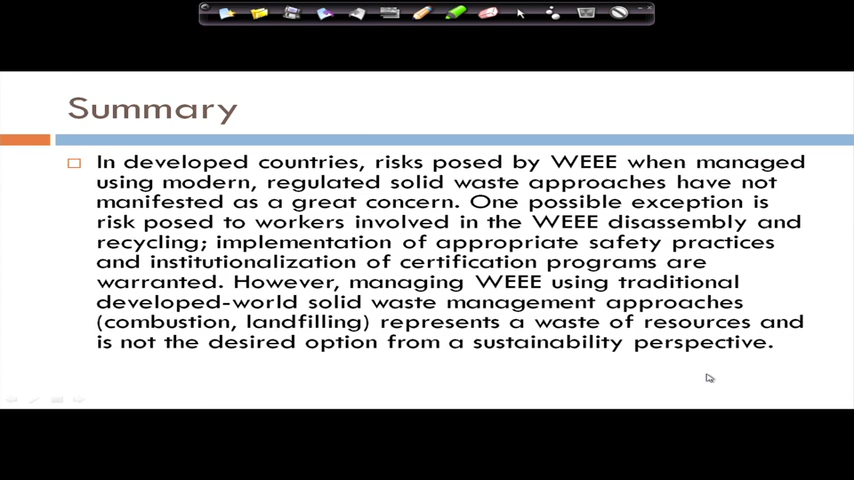 Summary
In developed countries, risks posed by WEEE when managed
using modern, regulated solid waste approaches have not
manifested as a great concern. One possible exception is
risk posed to workers involved in the WEEE disassembly and
recycling; implementation of appropriate safety practices
and institutionalization of certification programs are
warranted. However, managing WEEE using traditional
developed-world solid waste management approaches
(combustion, landfilling) represents a waste of resources and
is not the desired option from a sustainability perspective.